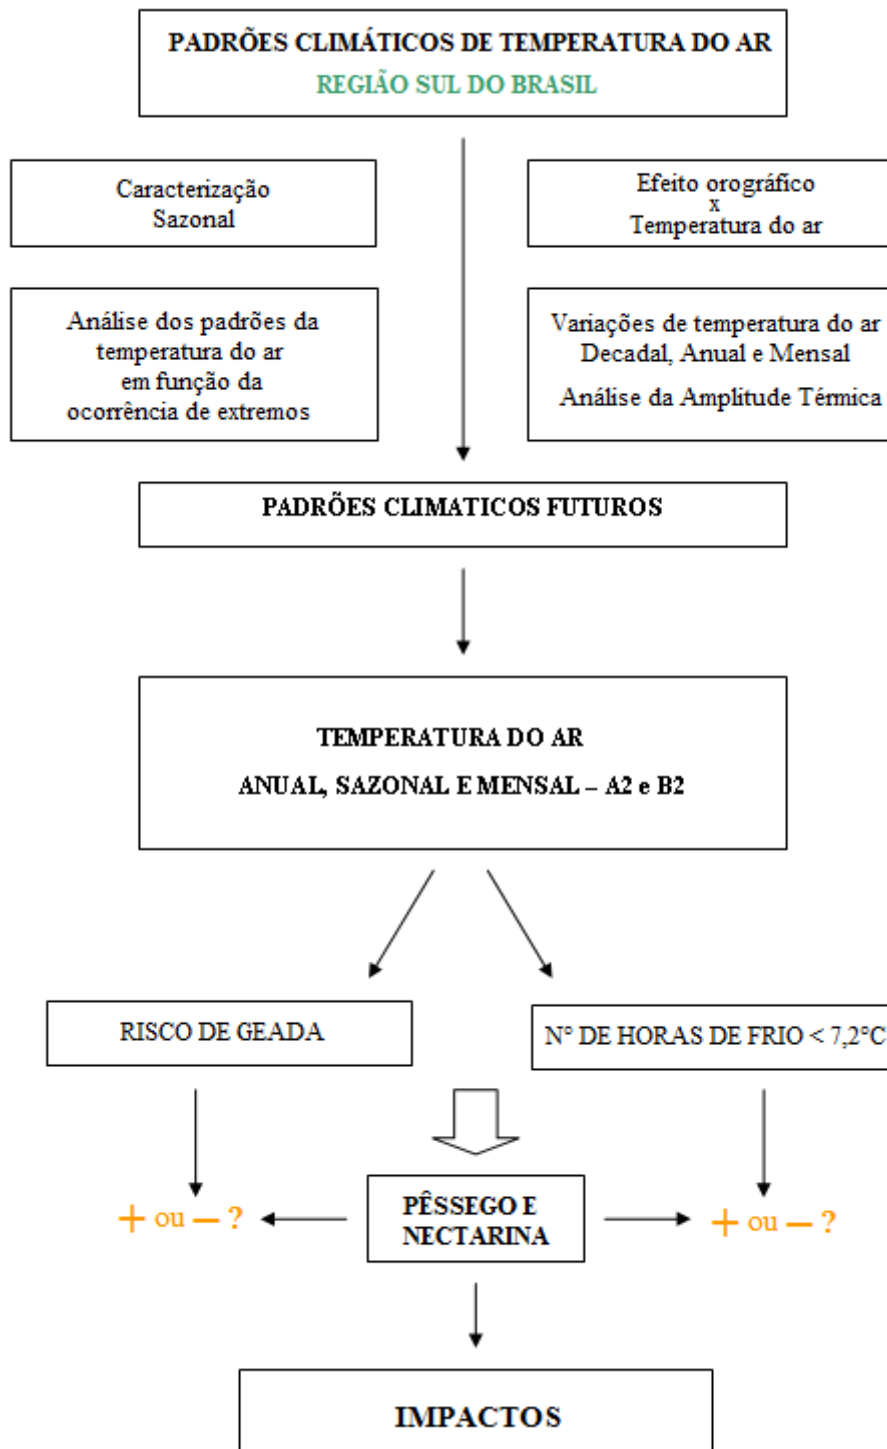 PADRÕES CLIMÁTICOS DE TEMPERATURA DO AR
REGIÃO SUL DO BRASIL
Caracterização
Sazonal
Efeito orográfico
x
Temperatura do ar
Análise dos padrões da
temperatura do ar
em função da
ocorrência de extremos
Variações de temperatura do ar
Decadal, Anual e Mensal
Análise da Amplitude Térmica
PADRÕES CLIMATICOS FUTUROS
TEMPERATURA DO AR
ANUAL, SAZONAL E MENSAL – A2 e B2
RISCO DE GEADA
N° DE HORAS DE FRIO < 7,2°C
+ ou – ?
PÊSSEGO E
NECTARINA
+ ou – ?
IMPACTOS